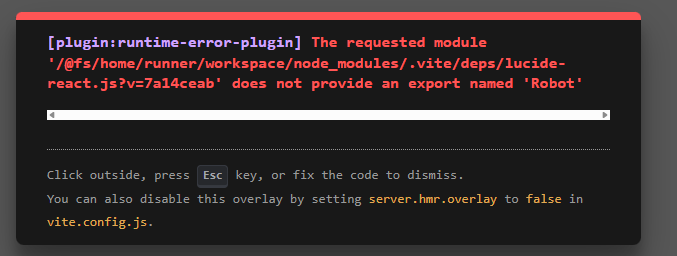 [plugin:runtime-error-plugin] The requested module
'/@fs/home/runner/workspace/node_modules/.vite/deps/lucide-
react.js?v=7a14ceab' does not provide an export named 'Robot'
Click outside, press Esc key, or fix the code to dismiss.
You can also disable this overlay by setting server.hmr.overlay to false in
vite.config.js.